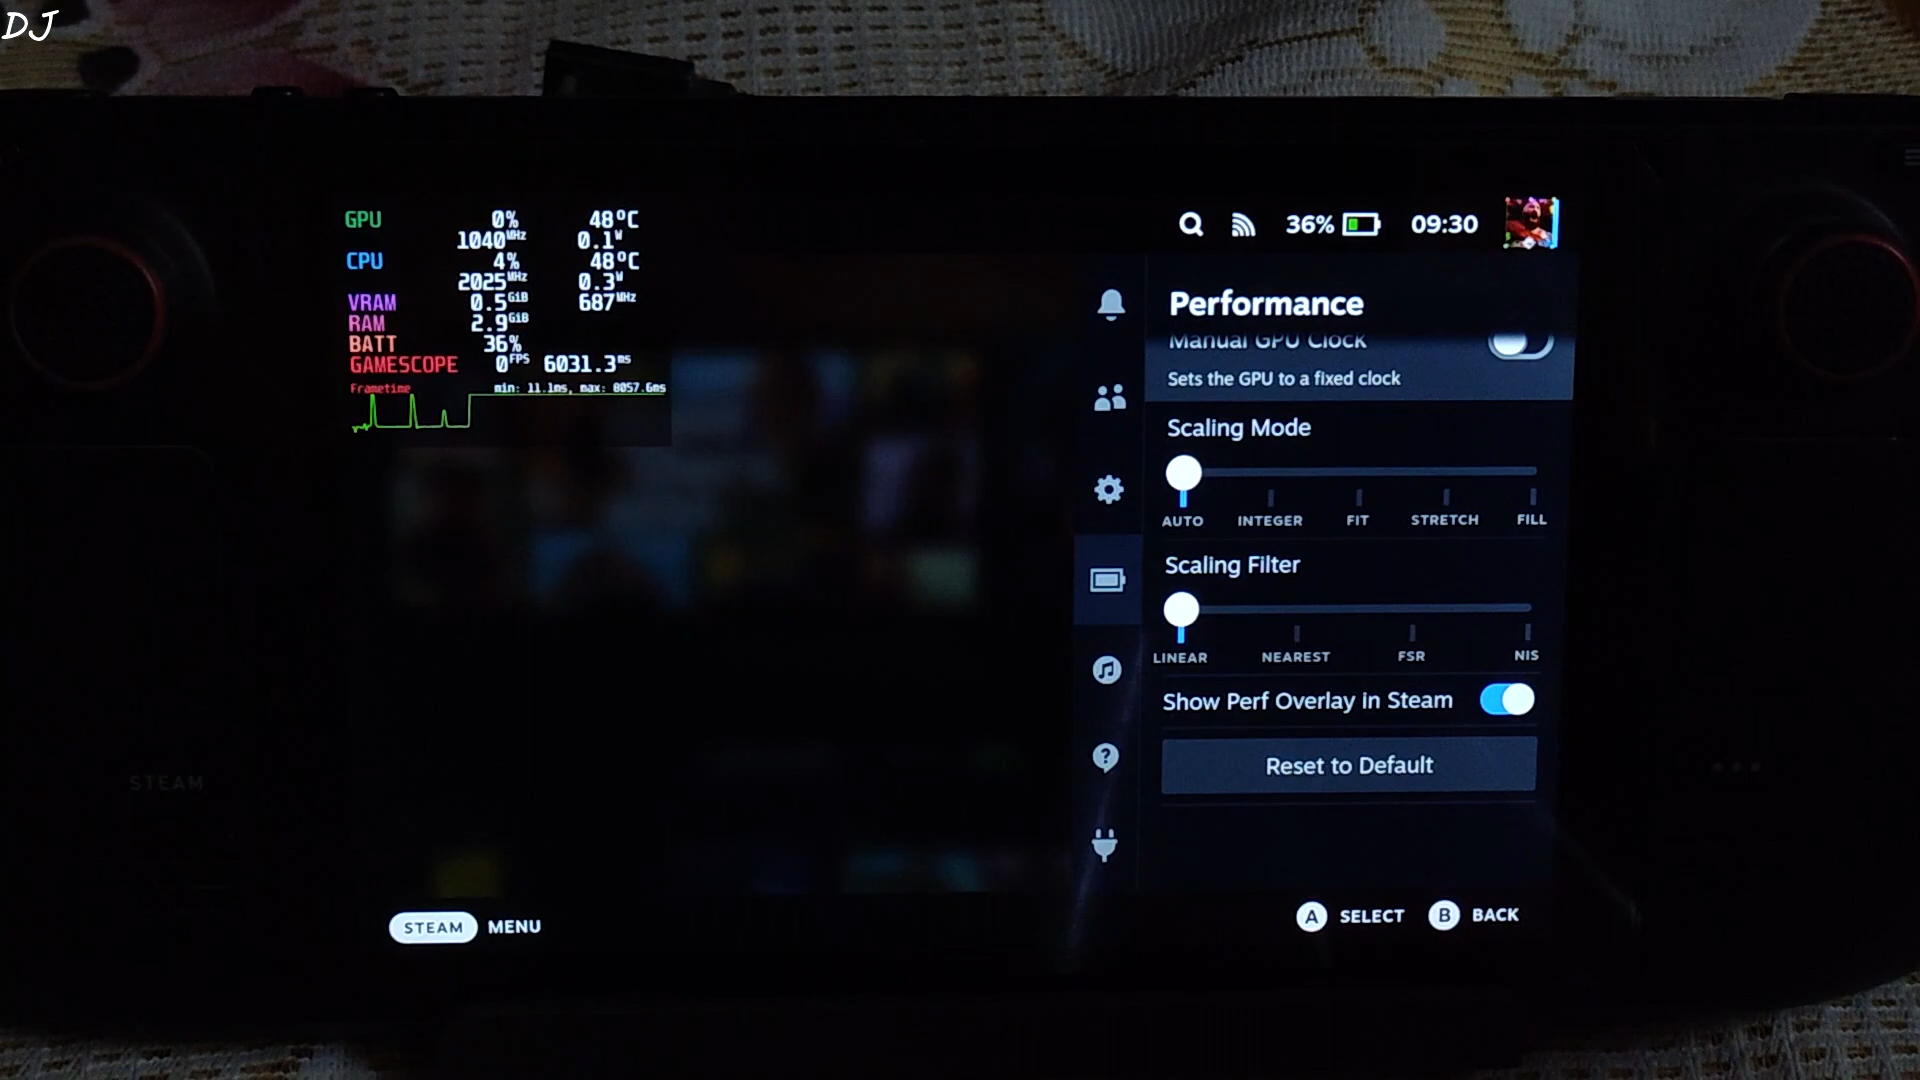 DJ
GPU 0% 48°C
1040MHz 0.1W
CPU 4% 48°C
2025MHz 0.3W
VRAM 0.5GiB 687MHz
RAM 2.9GiB
BATT 36%
GAMESCOPE 0FPS 6031.3ms
Frametime min: 11.1ms, max: 8057.6ms
36% 09:30
Performance
Manual GPU Clock
Sets the GPU to a fixed clock
Scaling Mode
AUTO INTEGER FIT STRETCH FILL
Scaling Filter
LINEAR NEAREST FSR NIS
Show Perf Overlay in Steam
Reset to Default
STEAM
STEAM MENU
A SELECT B BACK